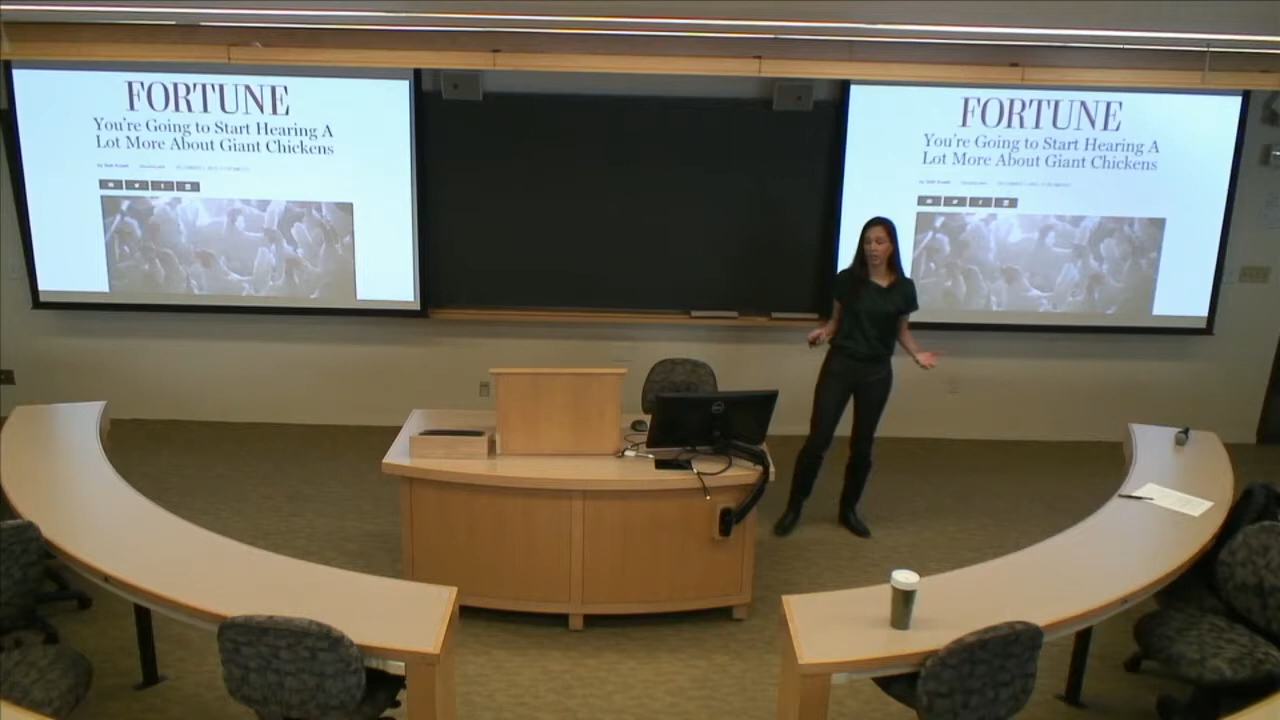 FORTUNE
You're Going to Start Hearing A
Lot More About Giant Chickens
FORTUNE
You're Going to Start Hearing A
Lot More About Giant Chickens
DELL